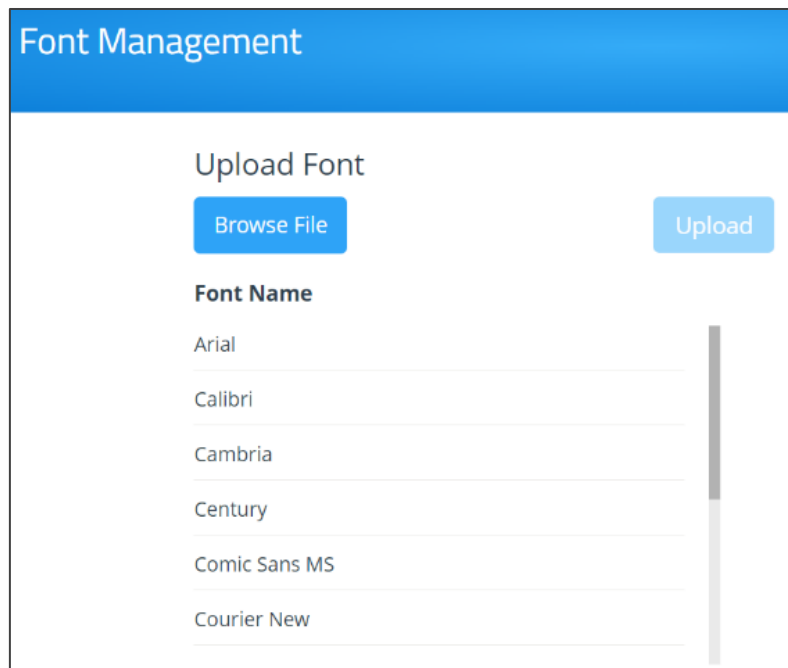 Font Management
Upload Font
Browse File
Upload
Font Name
Arial
Calibri
Cambria
Century
Comic Sans MS
Courier New